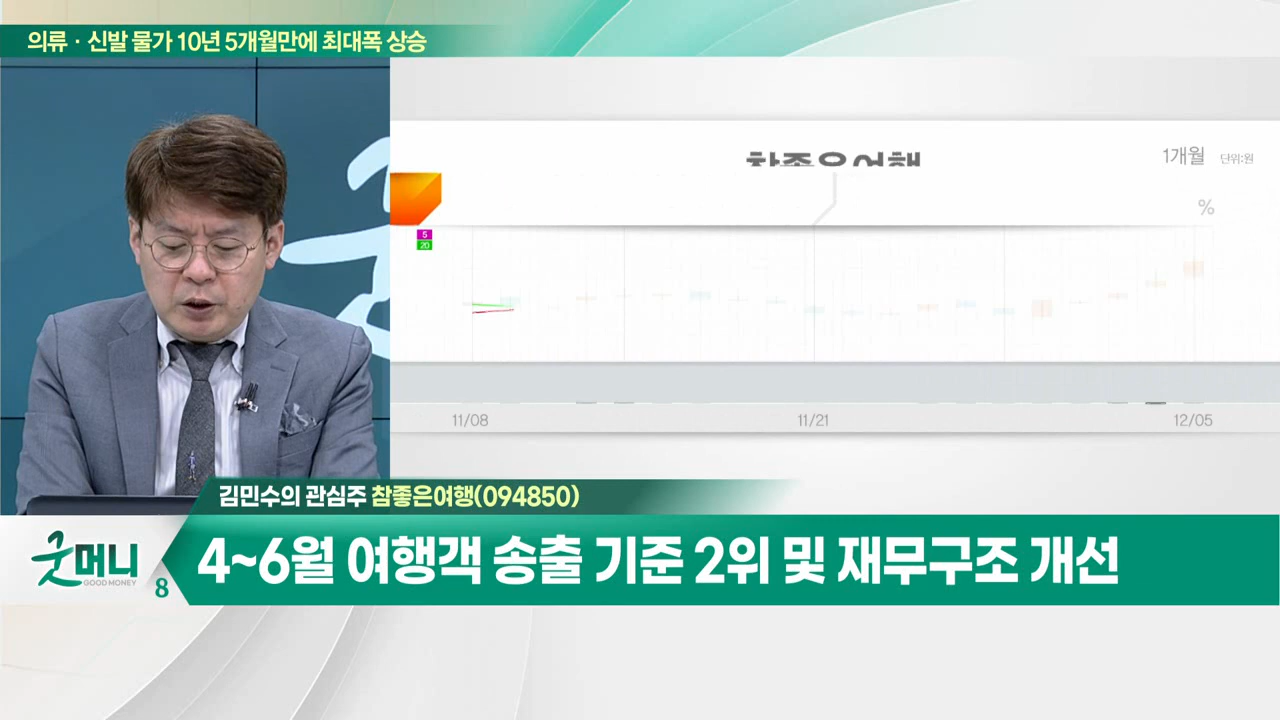 의류 · 신발 물가 10년 5개월만에 최대폭 상승
1개월 단위:원
%
5
20
11/08 11/21 12/05
김민수의 관심주 참좋은여행(094850)
굿머니
GOOD MONEY
8
4~6월 여행객 송출 기준 2위 및 재무구조 개선